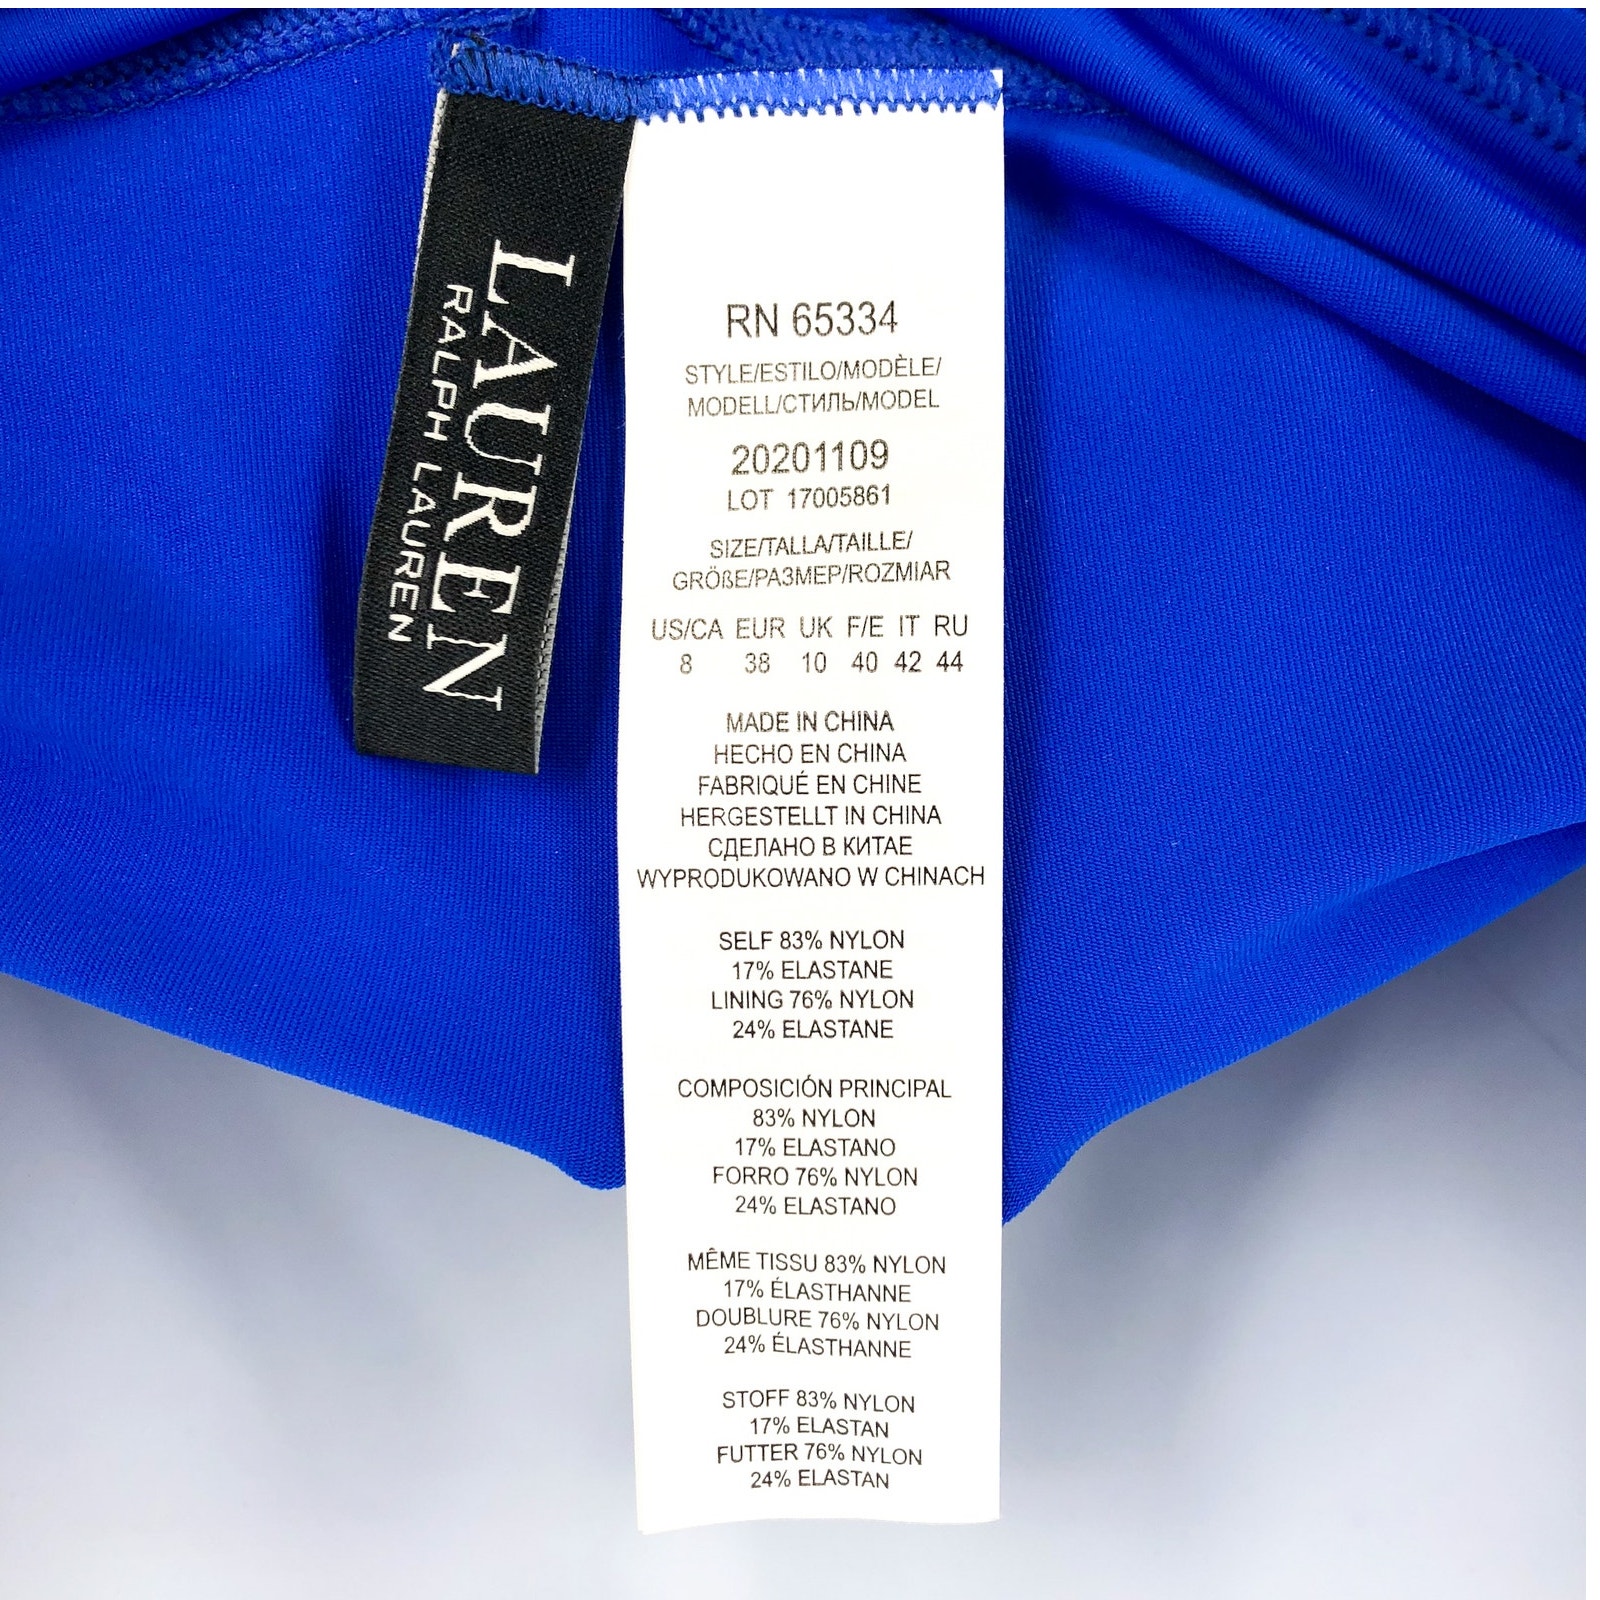 LAUREN
RALPH LAUREN
RN 65334
STYLE/ESTILO/MODÈLE/
MODELL/СТИЛЬ/MODEL
20201109
LOT 17005861
SIZE/TALLA/TAILLE/
GRÖßE/РАЗМЕР/ROZMIAR
US/CA EUR UK F/E IT RU
8 38 10 40 42 44
MADE IN CHINA
HECHO EN CHINA
FABRIQUÉ EN CHINE
HERGESTELLT IN CHINA
СДЕЛАНО В КИТАЕ
WYPRODUKOWANO W CHINACH
SELF 83% NYLON
17% ELASTANE
LINING 76% NYLON
24% ELASTANE
COMPOSICIÓN PRINCIPAL
83% NYLON
17% ELASTANO
FORRO 76% NYLON
24% ELASTANO
MÊME TISSU 83% NYLON
17% ÉLASTHANNE
DOUBLURE 76% NYLON
24% ÉLASTHANNE
STOFF 83% NYLON
17% ELASTAN
FUTTER 76% NYLON
24% ELASTAN